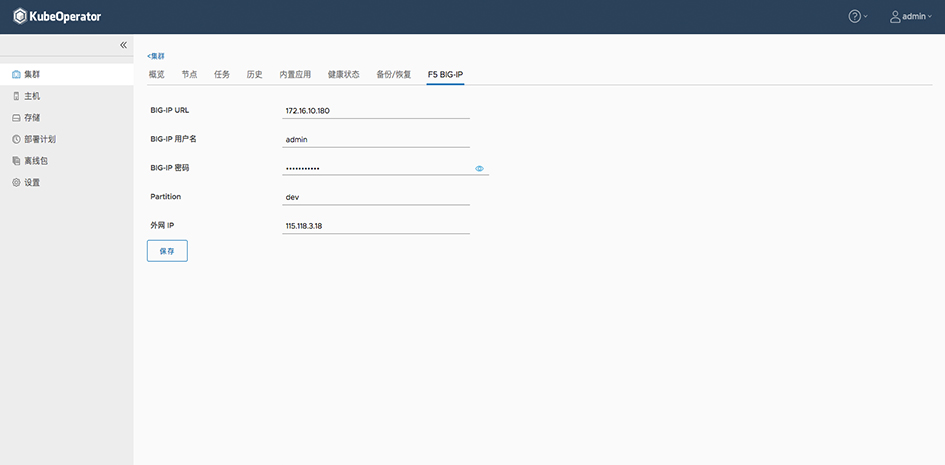 KubeOperator
admin
集群
主机
存储
部署计划
离线包
设置
<集群
概览 节点 任务 历史 内置应用 健康状态 备份/恢复 F5 BIG-IP
BIG-IP URL 172.16.10.180
BIG-IP 用户名 admin
BIG-IP 密码 •••••••••••
Partition dev
外网 IP 115.118.3.18
保存